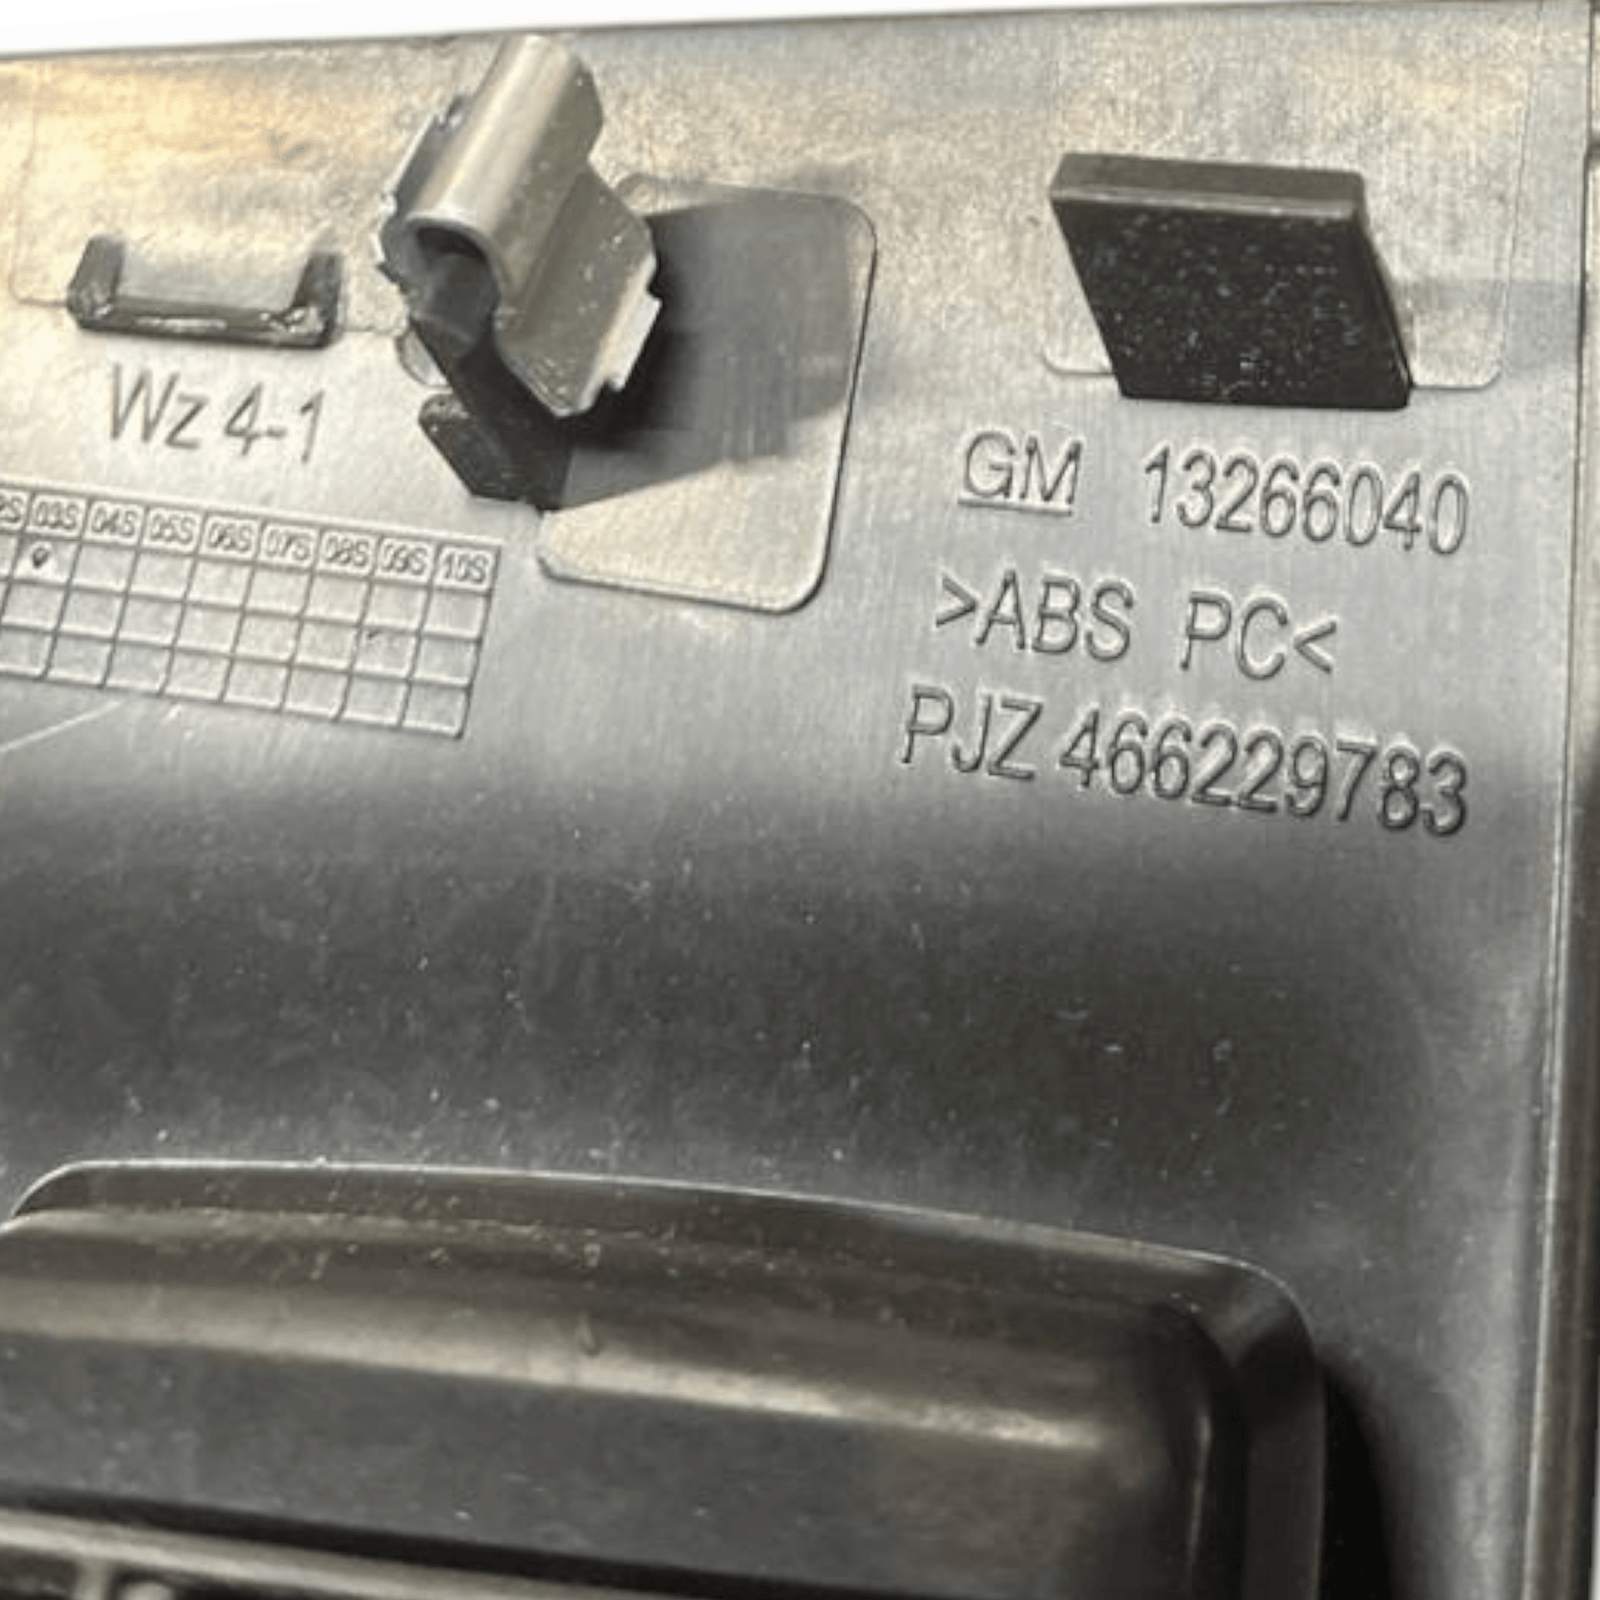 Wz 4-1
03S 04S 05S 06S 07S 08S 09S 10S
GM 13266040
>ABS PC<
PJZ 466229783